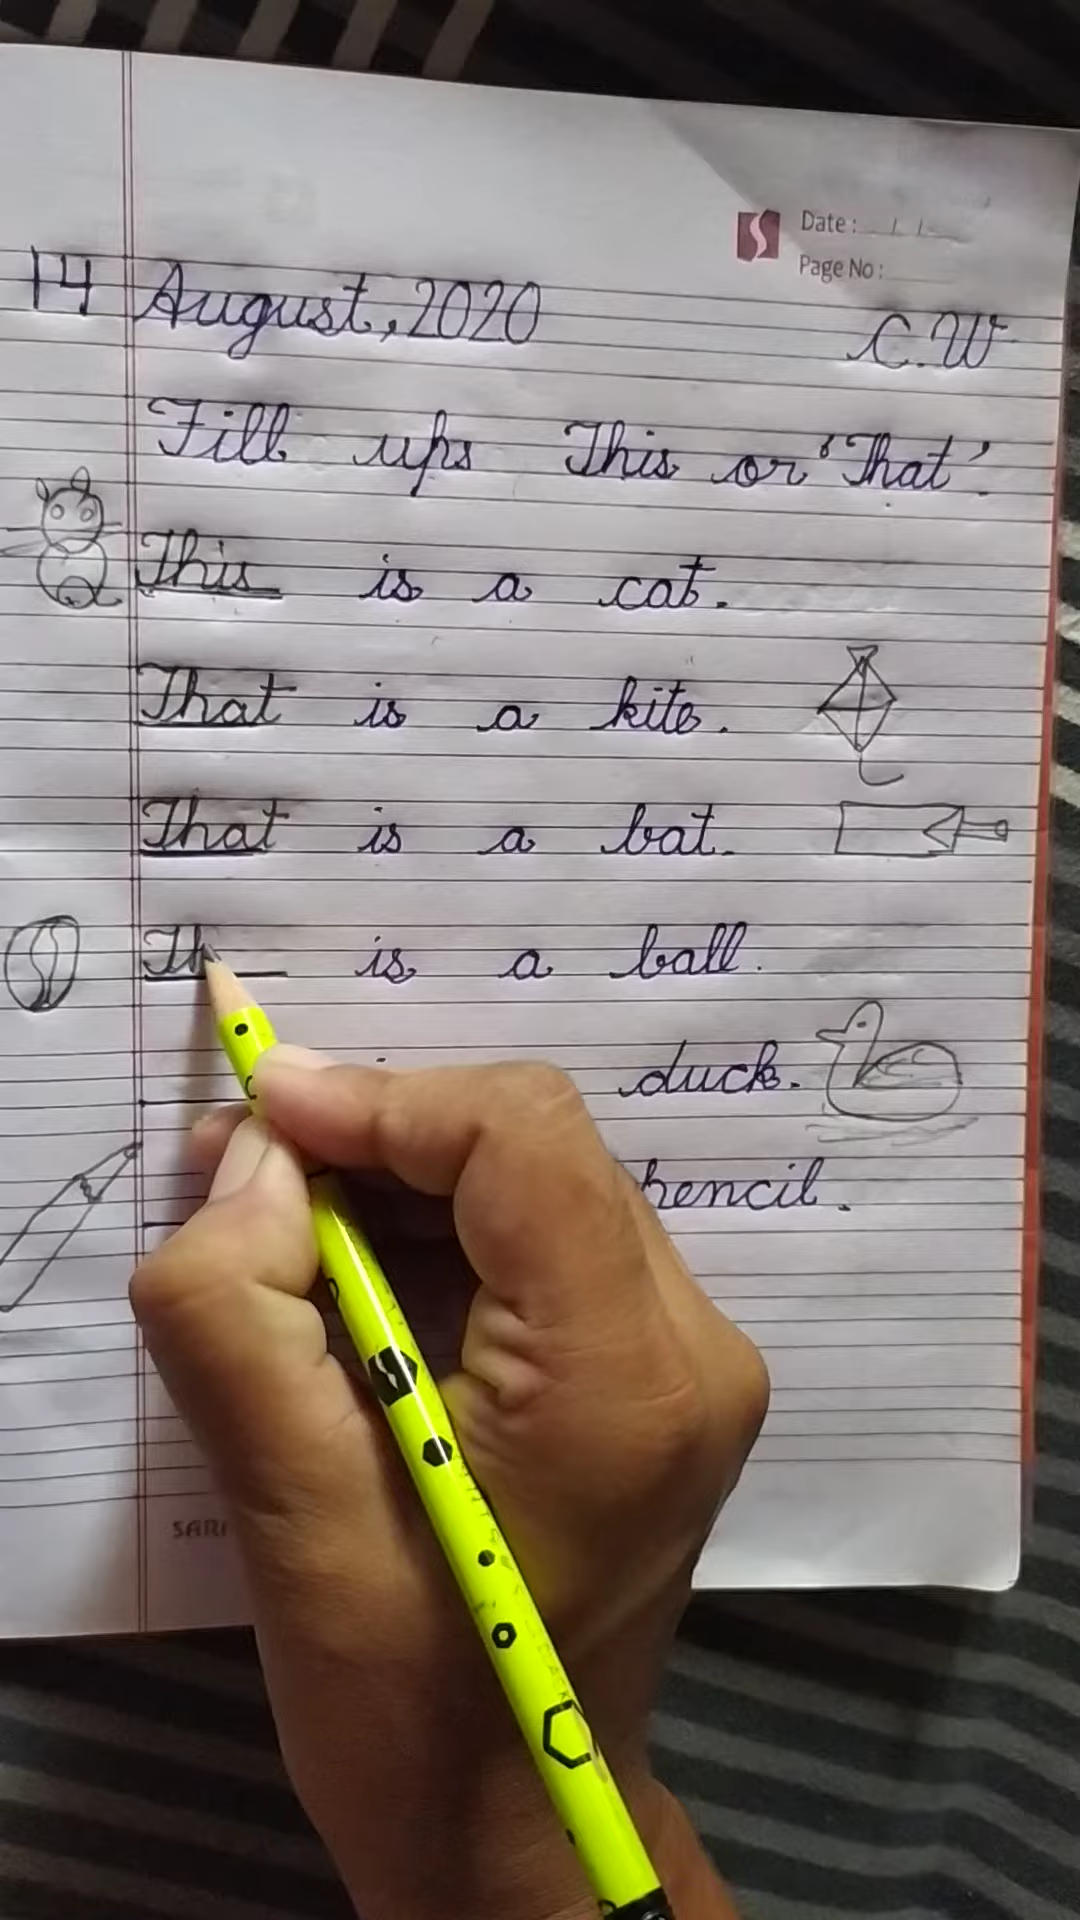 Date:
Page No:
14 August, 2020
C.W
Fill ups This or 'That'.
This is a cat.
That is a kite.
That is a bat.
Th is a ball.
duck.
pencil.
SARA